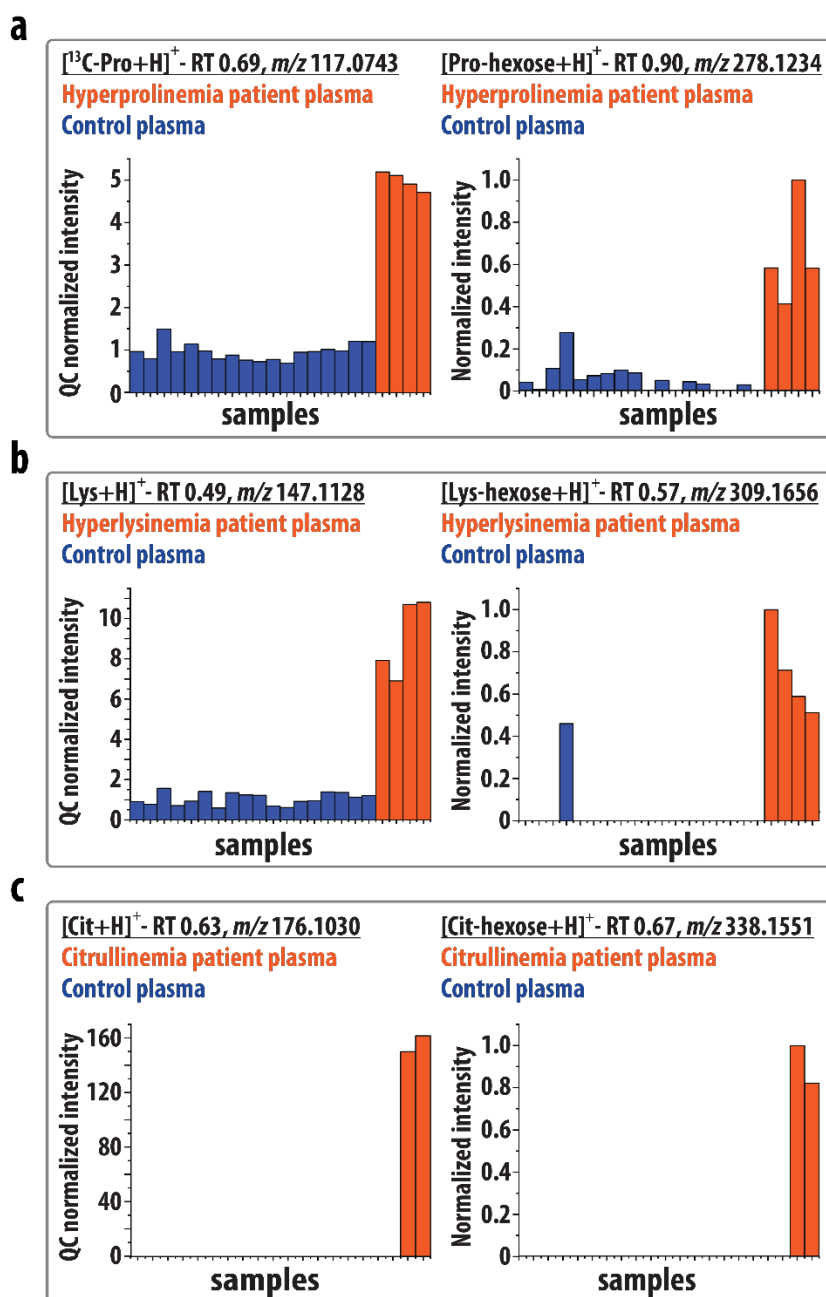 a
[¹³C-Pro+H]⁺- RT 0.69, m/z 117.0743
Hyperprolinemia patient plasma
Control plasma
QC normalized intensity
5
4
3
2
1
0
samples
[Pro-hexose+H]⁺- RT 0.90, m/z 278.1234
Hyperprolinemia patient plasma
Control plasma
Normalized intensity
1.0
0.8
0.6
0.4
0.2
0
samples
b
[Lys+H]⁺- RT 0.49, m/z 147.1128
Hyperlysinemia patient plasma
Control plasma
QC normalized intensity
10
8
6
4
2
0
samples
[Lys-hexose+H]⁺- RT 0.57, m/z 309.1656
Hyperlysinemia patient plasma
Control plasma
Normalized intensity
1.0
0.8
0.6
0.4
0.2
0
samples
c
[Cit+H]⁺- RT 0.63, m/z 176.1030
Citrullinemia patient plasma
Control plasma
QC normalized intensity
160
120
80
40
0
samples
[Cit-hexose+H]⁺- RT 0.67, m/z 338.1551
Citrullinemia patient plasma
Control plasma
Normalized intensity
1.0
0.8
0.6
0.4
0.2
0
samples